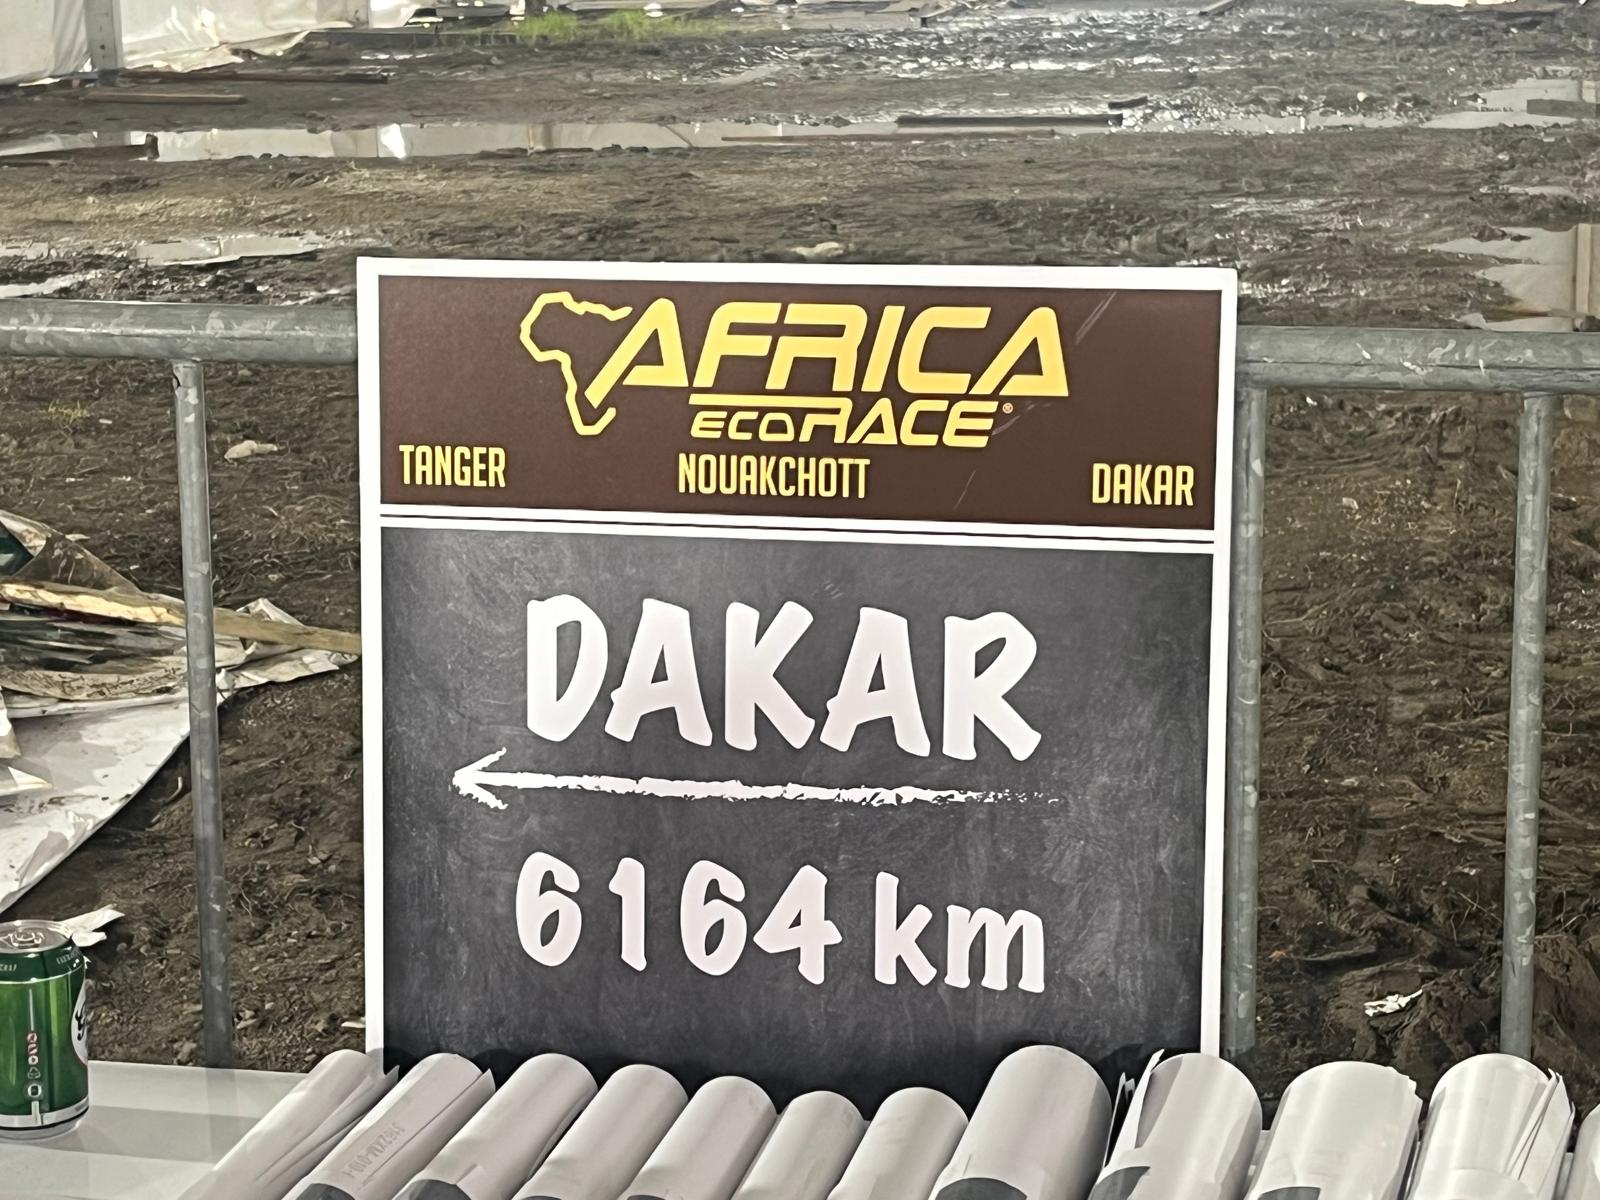 AFRICA
ECORACE®
TANGER NOUAKCHOTT DAKAR
DAKAR
6164 km